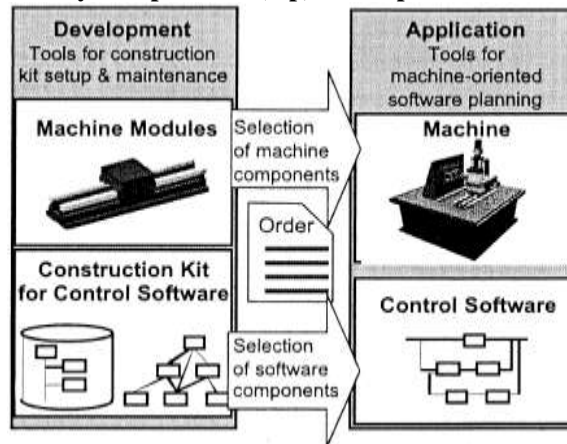 Development
Tools for construction
kit setup & maintenance
Machine Modules
Construction Kit
for Control Software
Selection
of machine
components
Order
Selection
of software
components
Application
Tools for
machine-oriented
software planning
Machine
Control Software